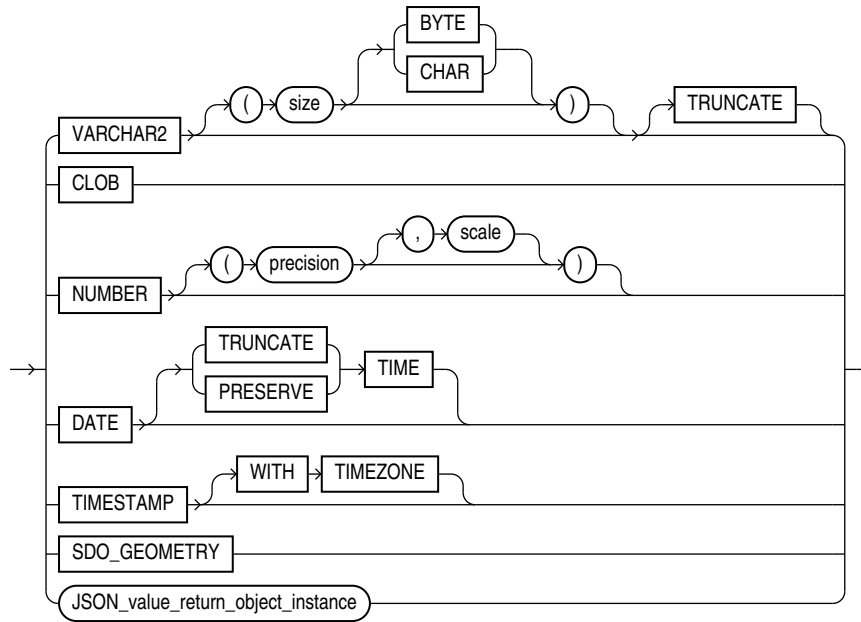 BYTE
CHAR
( size ) TRUNCATE
VARCHAR2
CLOB
, scale
( precision )
NUMBER
TRUNCATE
PRESERVE TIME
DATE
WITH TIMEZONE
TIMESTAMP
SDO_GEOMETRY
JSON_value_return_object_instance